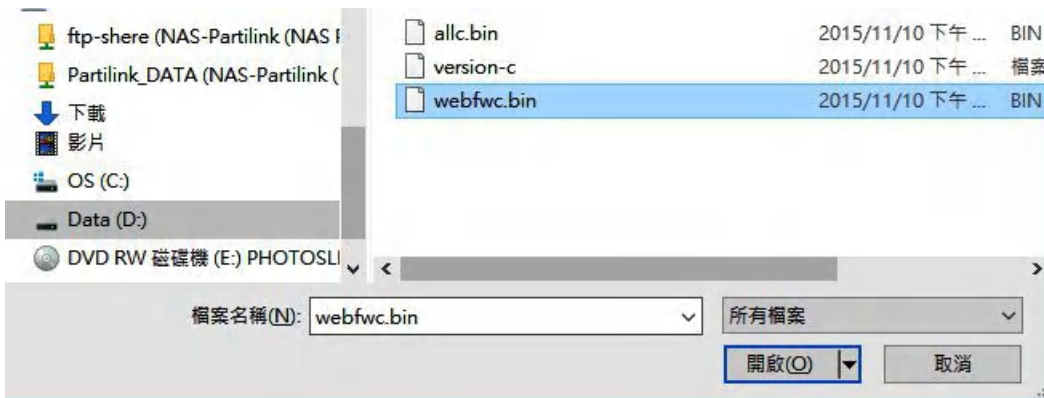 ftp-shere (NAS-Partilink (NAS
Partilink_DATA (NAS-Partilink (
下載
影片
OS (C:)
Data (D:)
DVD RW 磁碟機 (E:) PHOTOSL
allc.bin 2015/11/10 下午 ... BIN
version-c 2015/11/10 下午 ... 檔案
webfwc.bin 2015/11/10 下午 ... BIN
檔案名稱(N): webfwc.bin 所有檔案
開啟(O) 取消